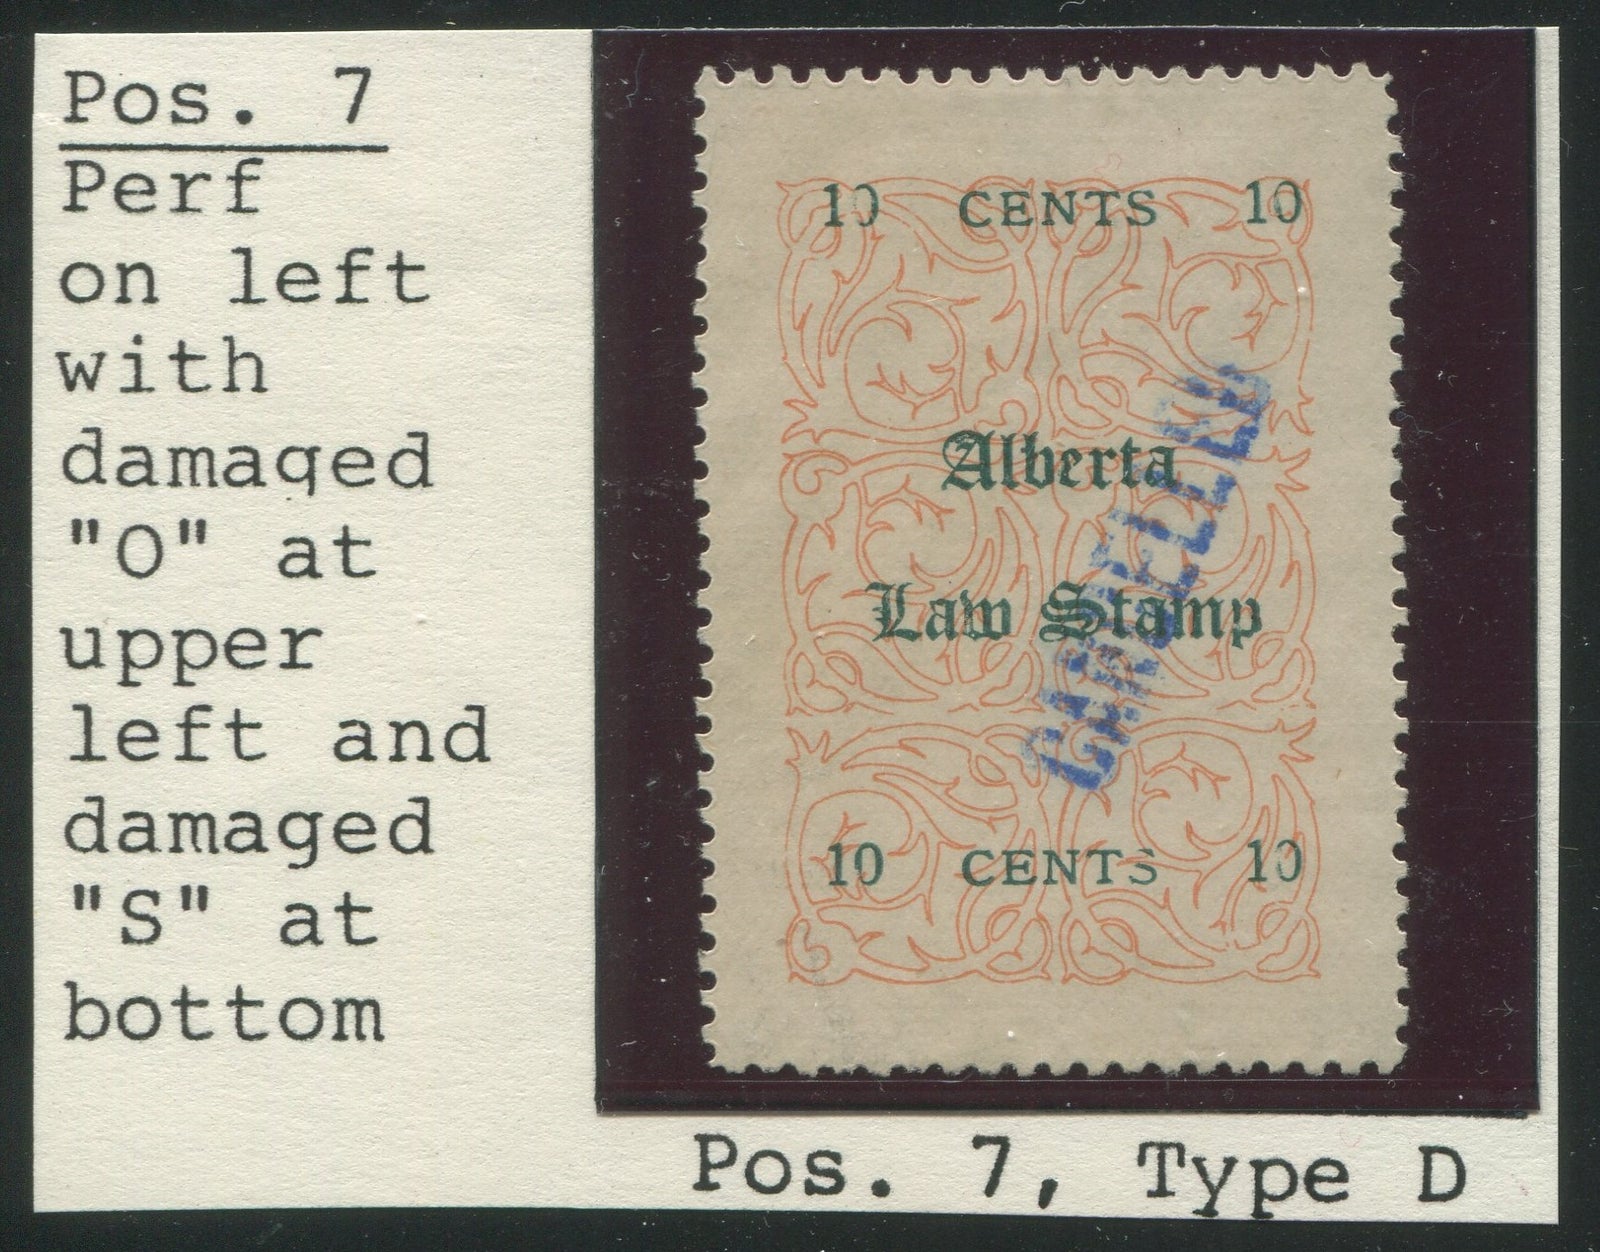 Pos. 7
Perf
on left
with
damaged
"O" at
upper
left and
damaged
"S" at
bottom
10 CENTS 10
Alberta
Law Stamp
CANCELLED
10 CENTS 10
Pos. 7, Type D